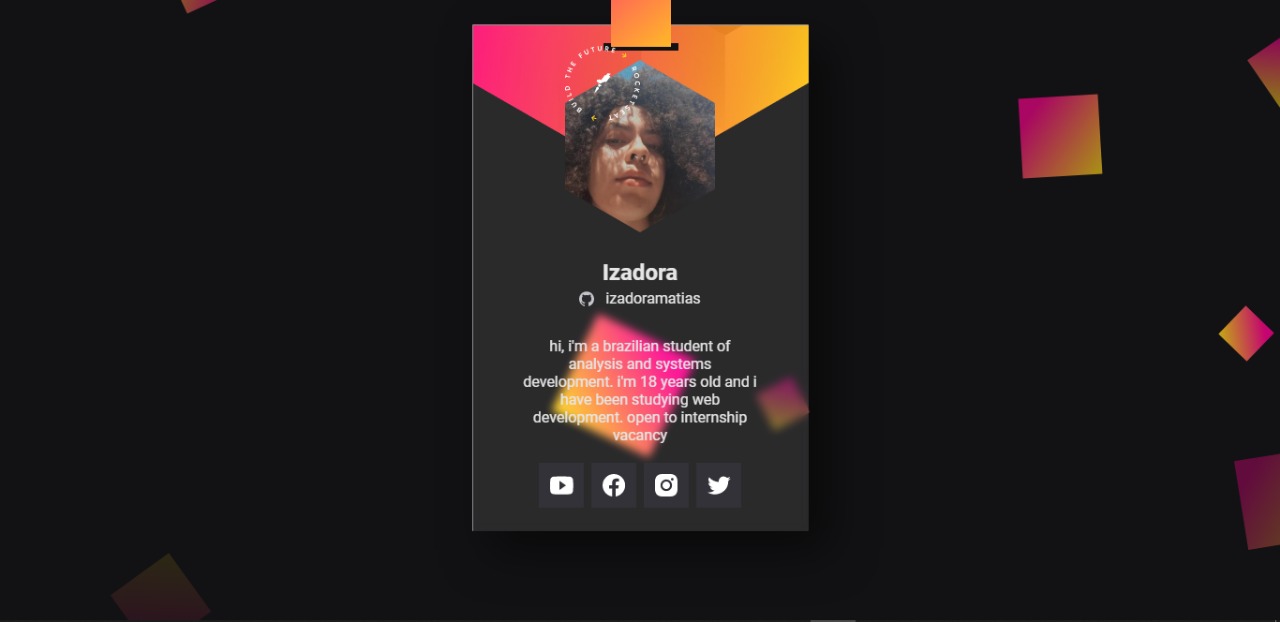 BUILD THE FUTURE
ROCKETSEAT
Izadora
izadoramatias
hi, i'm a brazilian student of
analysis and systems
development. i'm 18 years old and i
have been studying web
development. open to internship
vacancy